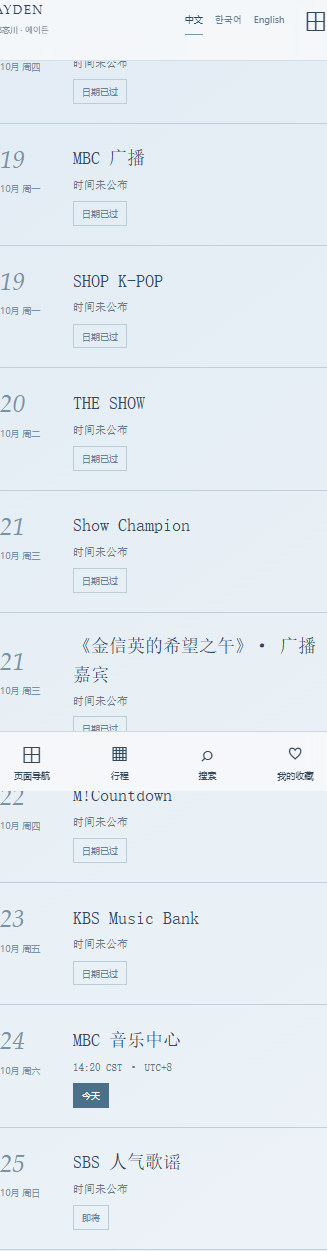 AYDEN
中文 한국어 English
10月 周四
日期已过
19
MBC 广播
10月 周一
时间未公布
日期已过
19
SHOP K-POP
10月 周一
时间未公布
日期已过
20
THE SHOW
10月 周二
时间未公布
日期已过
21
Show Champion
10月 周三
时间未公布
日期已过
21
《金信英的希望之午》· 广播
嘉宾
10月 周三
时间未公布
日期已过
页面导航 行程 搜索 我的收藏
22
M!Countdown
10月 周四
时间未公布
日期已过
23
KBS Music Bank
10月 周五
时间未公布
日期已过
24
MBC 音乐中心
10月 周六
14:20 CST · UTC+8
今天
25
SBS 人气歌谣
10月 周日
时间未公布
即将